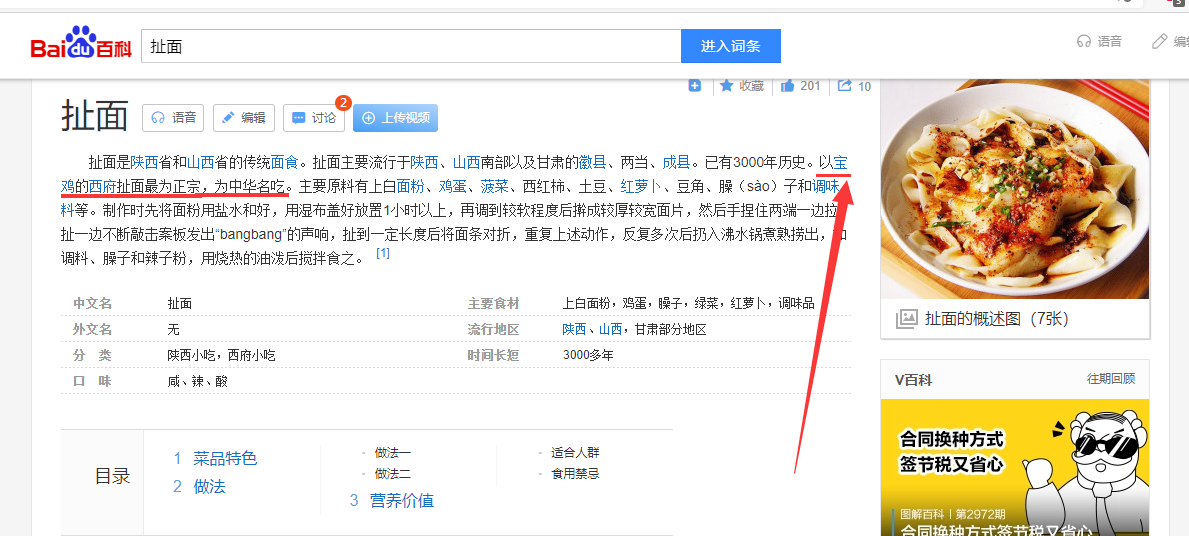 Bai du 百科
扯面
进入词条
语音
收藏
201
10
扯面
语音
编辑
讨论
2
上传视频
扯面是陕西省和山西省的传统面食。扯面主要流行于陕西、山西南部以及甘肃的徽县、两当、成县。已有3000年历史。以宝
鸡的西府扯面最为正宗，为中华名吃。主要原料有上白面粉、鸡蛋、菠菜、西红柿、土豆、红萝卜、豆角、臊（sào）子和调味
料等。制作时先将面粉用盐水和好，用湿布盖好放置1小时以上，再调到较软程度后擀成较厚较宽面片，然后手捏住两端一边拉
扯一边不断敲击案板发出“bangbang”的声响，扯到一定长度后将面条对折，重复上述动作，反复多次后扔入沸水锅煮熟捞出，
调料、臊子和辣子粉，用烧热的油泼后搅拌食之。 [1]
中文名 扯面 主要食材 上白面粉，鸡蛋，臊子，绿菜，红萝卜，调味品
外文名 无 流行地区 陕西、山西，甘肃部分地区
分 类 陕西小吃，西府小吃 时间长短 3000多年
口 味 咸、辣、酸
扯面的概述图（7张）
V百科 往期回顾
合同换种方式
签节税又省心
图解百科 | 第2972期
合同换种方式签节税又省心
目录
1 菜品特色
2 做法
- 做法一
- 做法二
3 营养价值
- 适合人群
- 食用禁忌